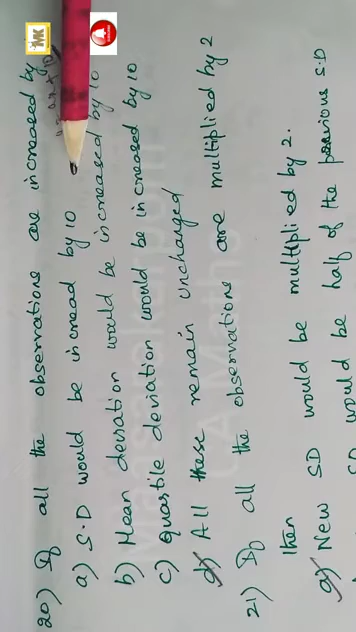 20) If all the observations are increased by 10
a) S.D would be incread by 10
b) Mean deviation would be increased by 10
c) Quartile deviation would be increased by 10
d) All these remain unchanged
21) If all the observations are multiplied by 2
then
a) New SD would be multiplied by 2.
SD would be half of the previous S.D